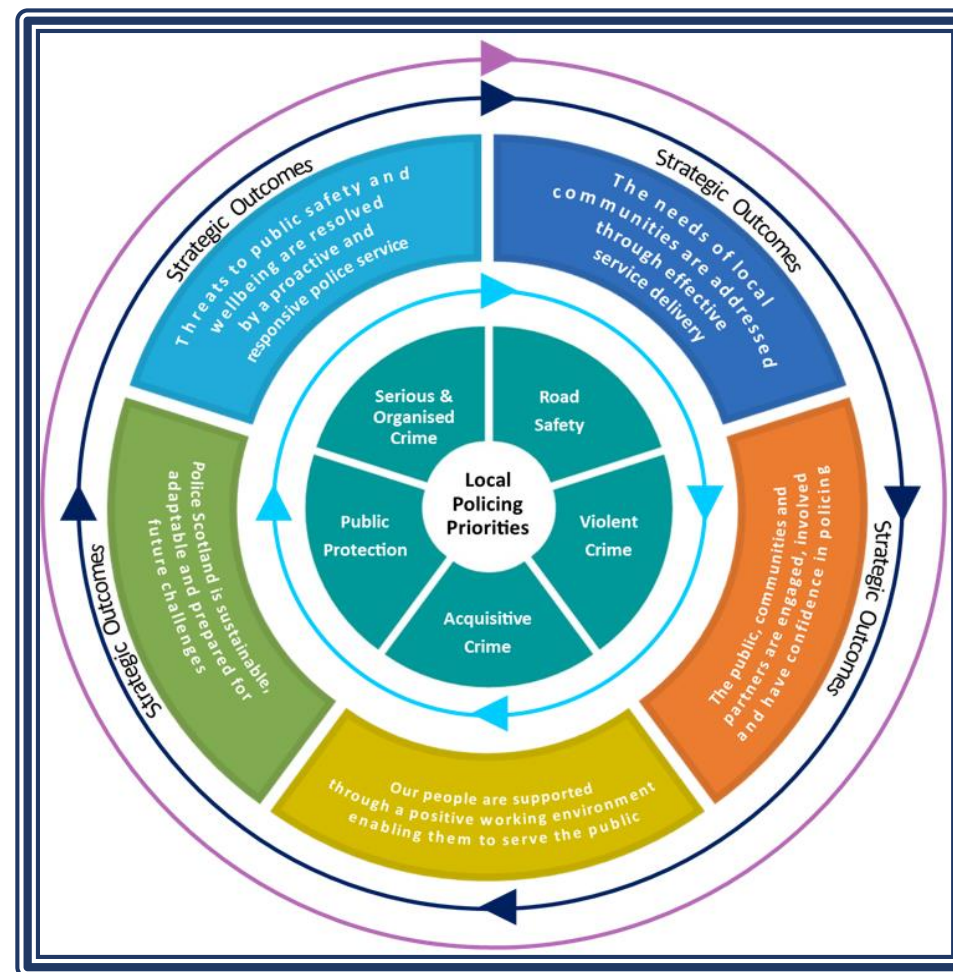 Strategic Outcomes
Threats to public safety and
wellbeing are resolved
by a proactive and
responsive police service
Strategic Outcomes
The needs of local
communities are addressed
through effective
service delivery
Strategic Outcomes
The public, communities and
partners are engaged, involved
and have confidence in policing
Our people are supported
through a positive working environment
enabling them to serve the public
Strategic Outcomes
Police Scotland is sustainable,
adaptable and prepared for
future challenges
Local
Policing
Priorities
Serious &
Organised
Crime
Road
Safety
Violent
Crime
Acquisitive
Crime
Public
Protection